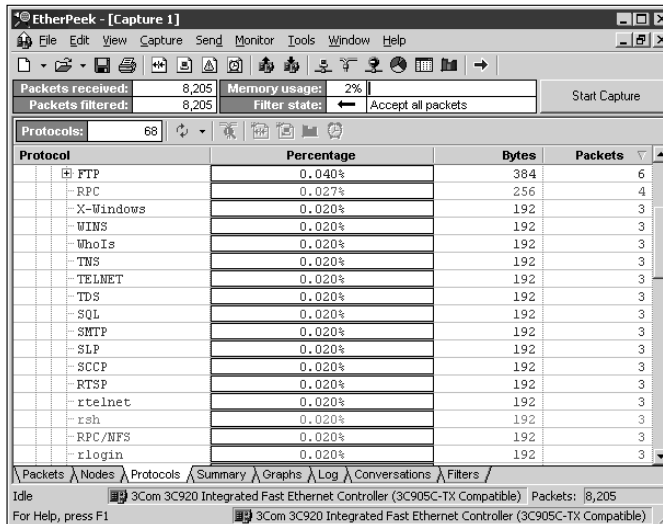 EtherPeek - [Capture 1]
File Edit View Capture Send Monitor Tools Window Help
Packets received: 8,205 Memory usage: 2%
Packets filtered: 8,205 Filter state: Accept all packets
Start Capture
Protocols: 68
Protocol Percentage Bytes Packets
FTP 0.040% 384 6
RPC 0.027% 256 4
X-Windows 0.020% 192 3
WINS 0.020% 192 3
WhoIs 0.020% 192 3
TNS 0.020% 192 3
TELNET 0.020% 192 3
TDS 0.020% 192 3
SQL 0.020% 192 3
SMTP 0.020% 192 3
SLP 0.020% 192 3
SCCP 0.020% 192 3
RTSP 0.020% 192 3
rtelnet 0.020% 192 3
rsh 0.020% 192 3
RPC/NFS 0.020% 192 3
rlogin 0.020% 192 3
Packets Nodes Protocols Summary Graphs Log Conversations Filters
Idle 3Com 3C920 Integrated Fast Ethernet Controller (3C905C-TX Compatible) Packets: 8,205
For Help, press F1 3Com 3C920 Integrated Fast Ethernet Controller (3C905C-TX Compatible)